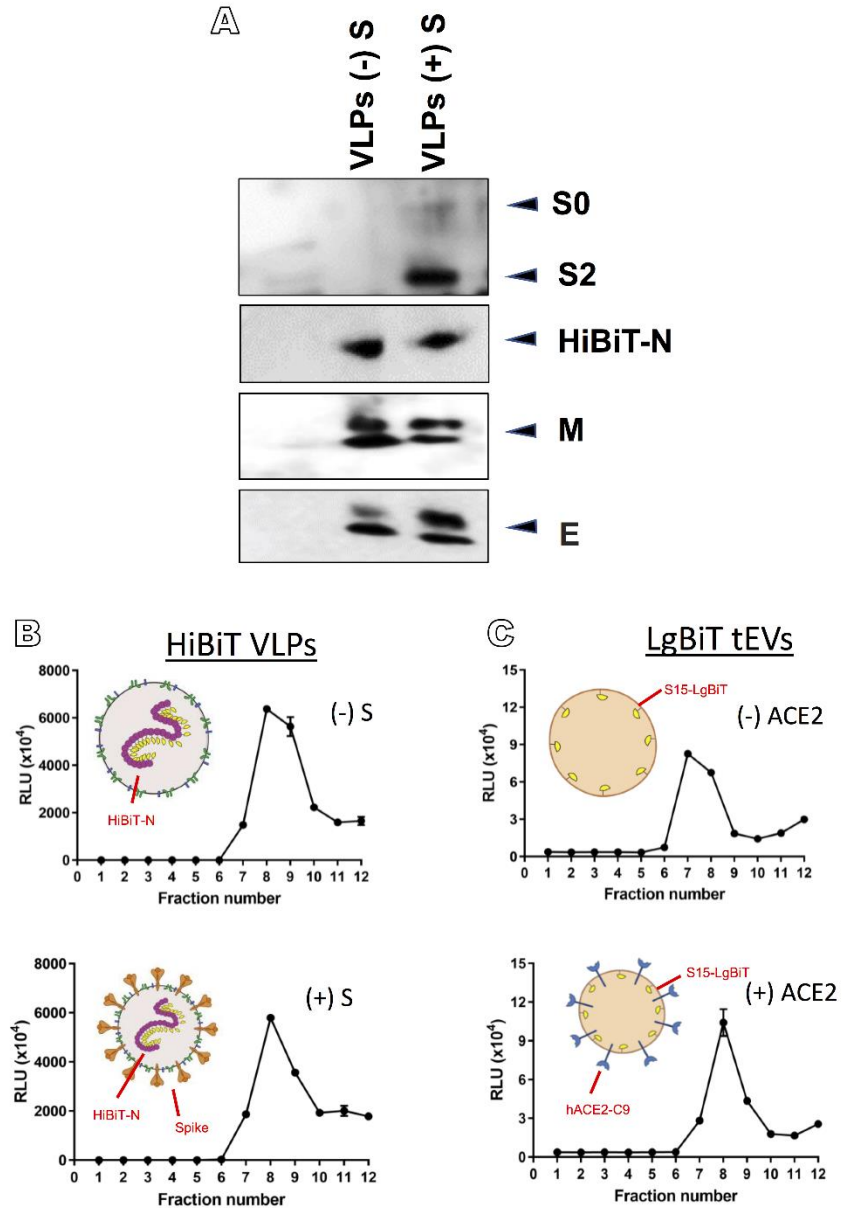 A
VLPs (-) S
VLPs (+) S
S0
S2
HiBiT-N
M
E
B
HiBiT VLPs
8000
6000
4000
2000
0
RLU (x10⁴)
(-) S
HiBiT-N
0 1 2 3 4 5 6 7 8 9 10 11 12
Fraction number
8000
6000
4000
2000
0
RLU (x10⁴)
(+) S
HiBiT-N
Spike
0 1 2 3 4 5 6 7 8 9 10 11 12
Fraction number
C
LgBiT tEVs
15
12
9
6
3
0
RLU (x10⁴)
S15-LgBiT
(-) ACE2
0 1 2 3 4 5 6 7 8 9 10 11 12
Fraction number
15
12
9
6
3
0
RLU (x10⁴)
S15-LgBiT
(+) ACE2
hACE2-C9
0 1 2 3 4 5 6 7 8 9 10 11 12
Fraction number